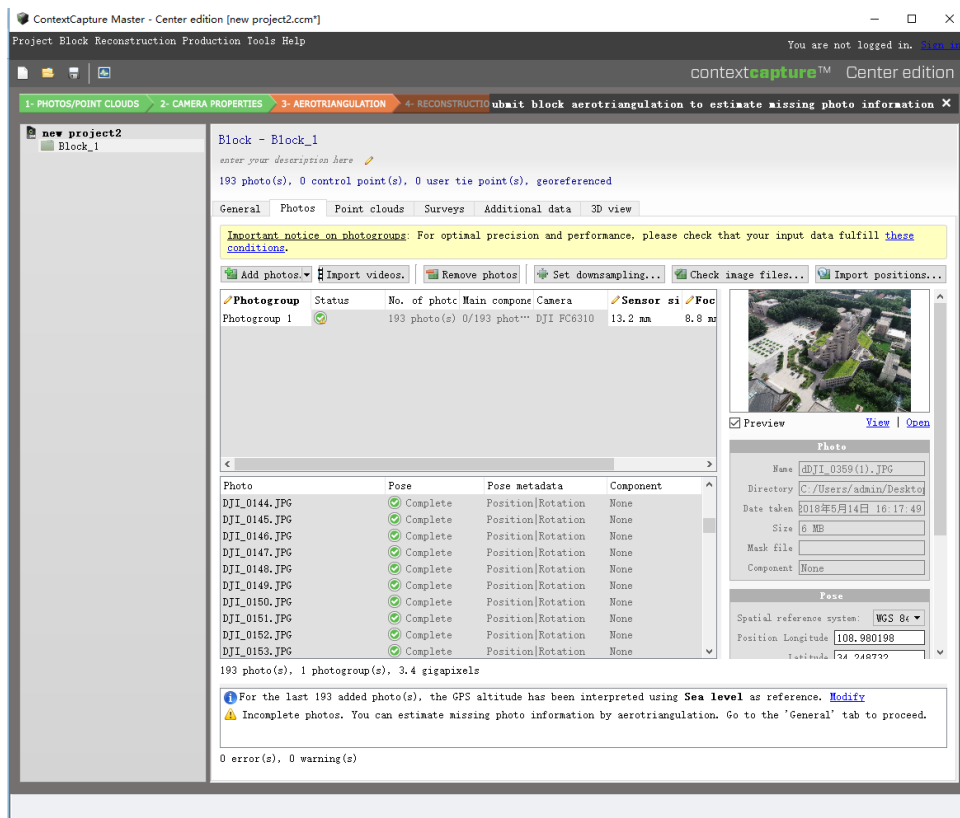 ContextCapture Master - Center edition [new project2.ccm*]
Project Block Reconstruction Production Tools Help
You are not logged in. Sign in
contextcapture™ Center edition
1- PHOTOS/POINT CLOUDS 2- CAMERA PROPERTIES 3- AEROTRIANGULATION 4- RECONSTRUCTIO ubmit block aerotriangulation to estimate missing photo information ×
new project2
Block_1
Block - Block_1
enter your description here
193 photo(s), 0 control point(s), 0 user tie point(s), georeferenced
General Photos Point clouds Surveys Additional data 3D view
Important notice on photogroups: For optimal precision and performance, please check that your input data fulfill these
conditions.
Add photos. Import videos. Remove photos Set downsampling... Check image files... Import positions...
Photogroup Status No. of photc Main compone Camera Sensor si Foc
Photogroup 1 193 photo(s) 0/193 phot… DJI FC6310 13.2 mm 8.8 mm
Preview View | Open
Photo
Name dDJI_0359(1).JPG
Directory C:/Users/admin/Desktop
Date taken 2018年5月14日 16:17:49
Size 6 MB
Mask file
Component None
Pose
Spatial reference system: WGS 84
Position Longitude 108.980198
Latitude 34.248732
Photo Pose Pose metadata Component
DJI_0144.JPG Complete Position|Rotation None
DJI_0145.JPG Complete Position|Rotation None
DJI_0146.JPG Complete Position|Rotation None
DJI_0147.JPG Complete Position|Rotation None
DJI_0148.JPG Complete Position|Rotation None
DJI_0149.JPG Complete Position|Rotation None
DJI_0150.JPG Complete Position|Rotation None
DJI_0151.JPG Complete Position|Rotation None
DJI_0152.JPG Complete Position|Rotation None
DJI_0153.JPG Complete Position|Rotation None
193 photo(s), 1 photogroup(s), 3.4 gigapixels
For the last 193 added photo(s), the GPS altitude has been interpreted using Sea level as reference. Modify
Incomplete photos. You can estimate missing photo information by aerotriangulation. Go to the 'General' tab to proceed.
0 error(s), 0 warning(s)